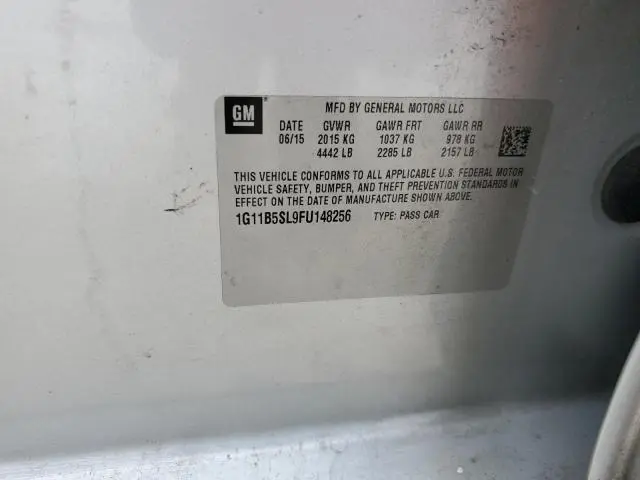 GM
MFD BY GENERAL MOTORS LLC
DATE GVWR GAWR FRT GAWR RR
06/15 2015 KG 1037 KG 978 KG
4442 LB 2285 LB 2157 LB
THIS VEHICLE CONFORMS TO ALL APPLICABLE U.S. FEDERAL MOTOR
VEHICLE SAFETY, BUMPER, AND THEFT PREVENTION STANDARDS IN
EFFECT ON THE DATE OF MANUFACTURE SHOWN ABOVE.
1G11B5SL9FU148256 TYPE: PASS CAR